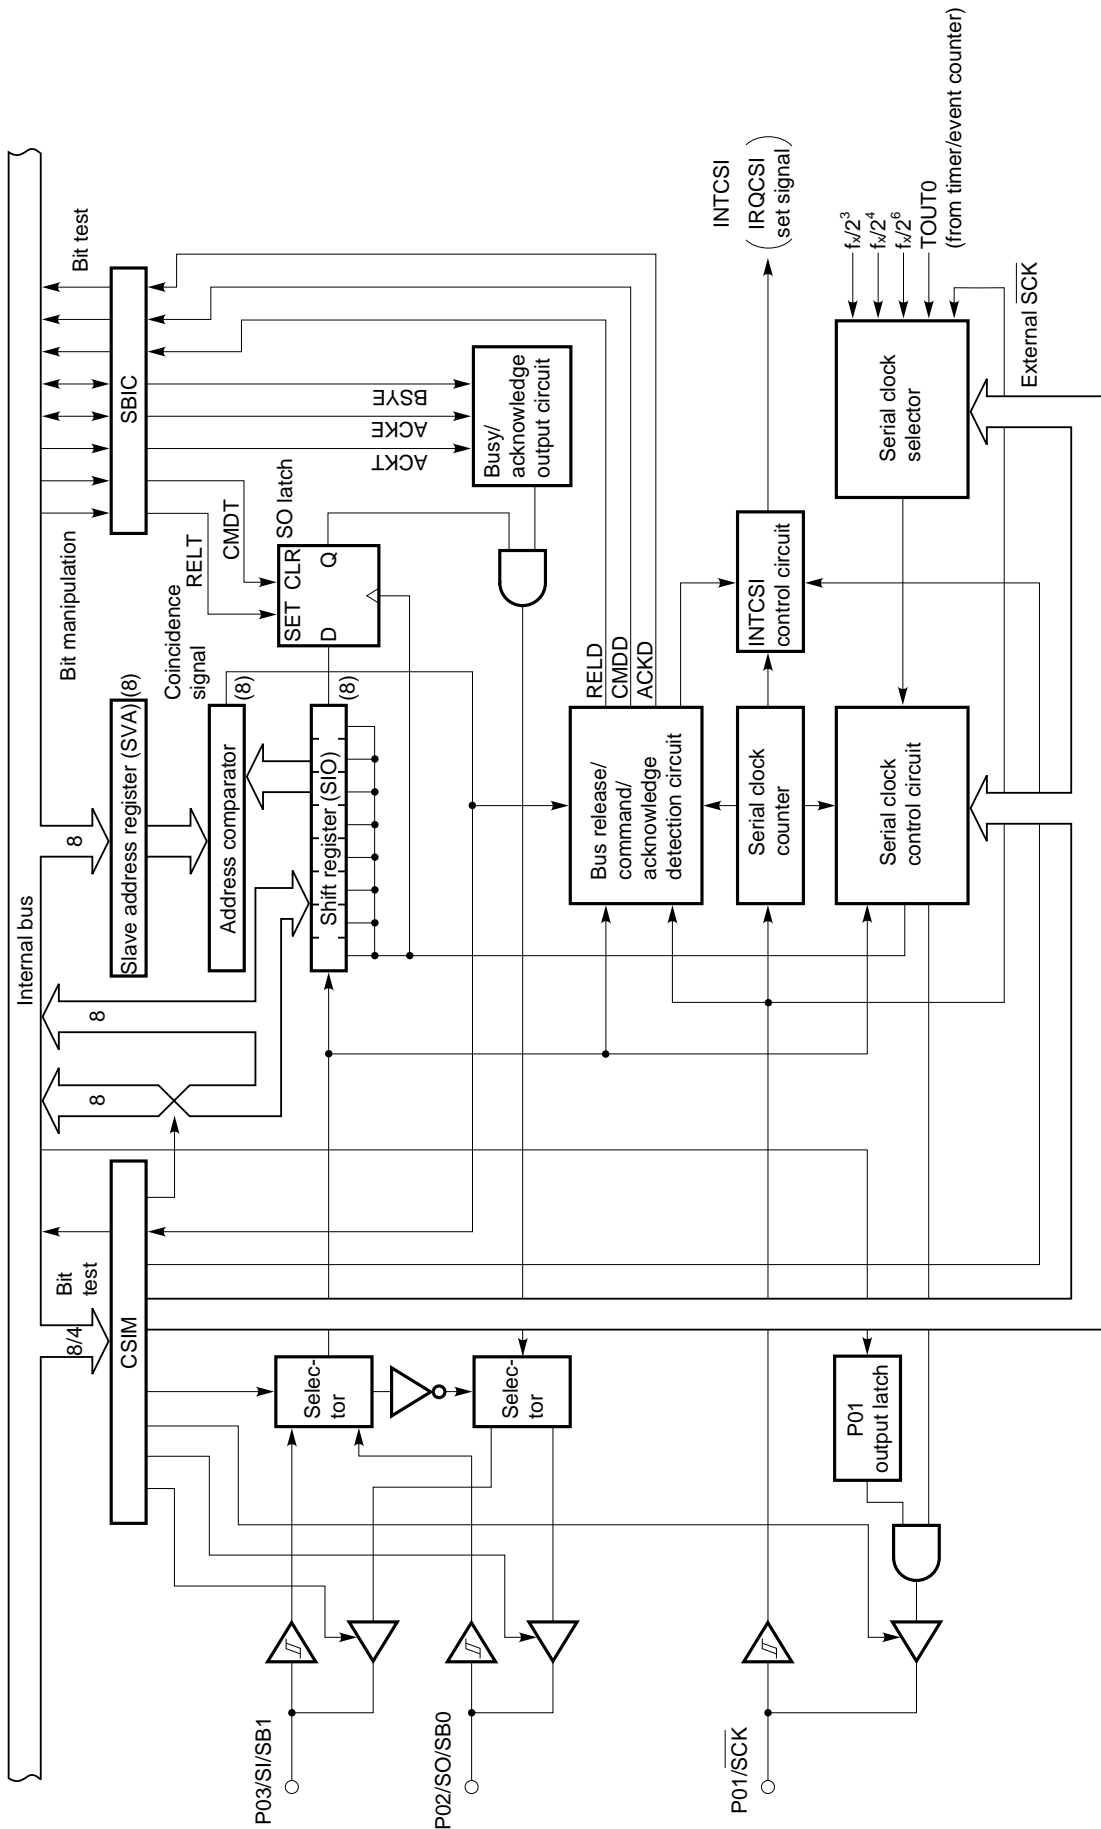 Internal bus
8/4
Bit
test
8
8
8
Bit manipulation
Bit test
CSIM
Slave address register (SVA)
(8)
SBIC
Address comparator
(8)
Coincidence
signal
RELT
CMDT
ACKT
ACKE
BSYE
P03/SI/SB1
Selec-
tor
Shift register (SIO)
(8)
SET CLR
D
Q
SO latch
Busy/
acknowledge
output circuit
P02/SO/SB0
Selec-
tor
Bus release/
command/
acknowledge
detection circuit
RELD
CMDD
ACKD
P01/SCK
Serial clock
counter
INTCSI
control circuit
INTCSI
(IRQCSI
set signal)
P01
output latch
Serial clock
control circuit
Serial clock
selector
fx/2³
fx/2⁴
fx/2⁶
TOUT0
(from timer/event counter)
External SCK